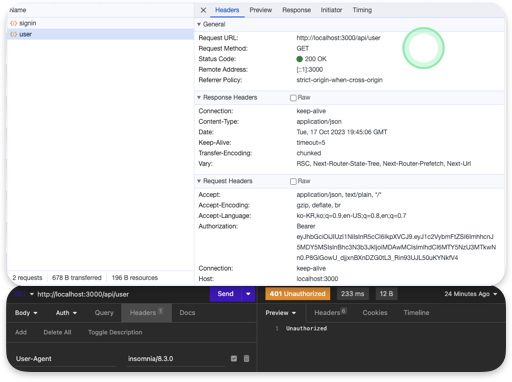 Name
Headers Preview Response Initiator Timing
signin
user
General
Request URL: http://localhost:3000/api/user
Request Method: GET
Status Code: 200 OK
Remote Address: [::1]:3000
Referrer Policy: strict-origin-when-cross-origin
Response Headers Raw
Connection: keep-alive
Content-Type: application/json
Date: Tue, 17 Oct 2023 19:45:06 GMT
Keep-Alive: timeout=5
Transfer-Encoding: chunked
Vary: RSC, Next-Router-State-Tree, Next-Router-Prefetch, Next-Url
Request Headers Raw
Accept: application/json, text/plain, */*
Accept-Encoding: gzip, deflate, br
Accept-Language: ko-KR,ko;q=0.9,en-US;q=0.8,en;q=0.7
Authorization: Bearer
Connection: keep-alive
Host: localhost:3000
2 requests 678 B transferred 196 B resources
http://localhost:3000/api/user Send 401 Unauthorized 233 ms 12 B 24 Minutes Ago
Body Auth Query Headers 1 Docs
Preview Headers 6 Cookies Timeline
Add Delete All Toggle Description
1 Unauthorized
User-Agent insomnia/8.3.0